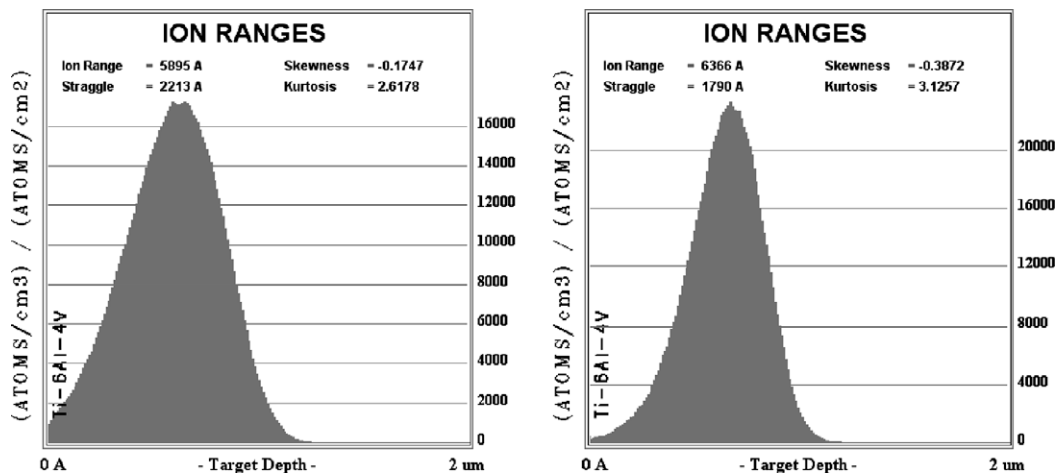 ION RANGES
Ion Range = 5895 A Skewness = -0.1747
Straggle = 2213 A Kurtosis = 2.6178
(ATOMS/cm3) / (ATOMS/cm2)
16000
14000
12000
10000
8000
6000
4000
2000
0
Ti-6Al-4V
0 A - Target Depth - 2 um
ION RANGES
Ion Range = 6366 A Skewness = -0.3872
Straggle = 1790 A Kurtosis = 3.1257
(ATOMS/cm3) / (ATOMS/cm2)
20000
16000
12000
8000
4000
0
Ti-6Al-4V
0 A - Target Depth - 2 um